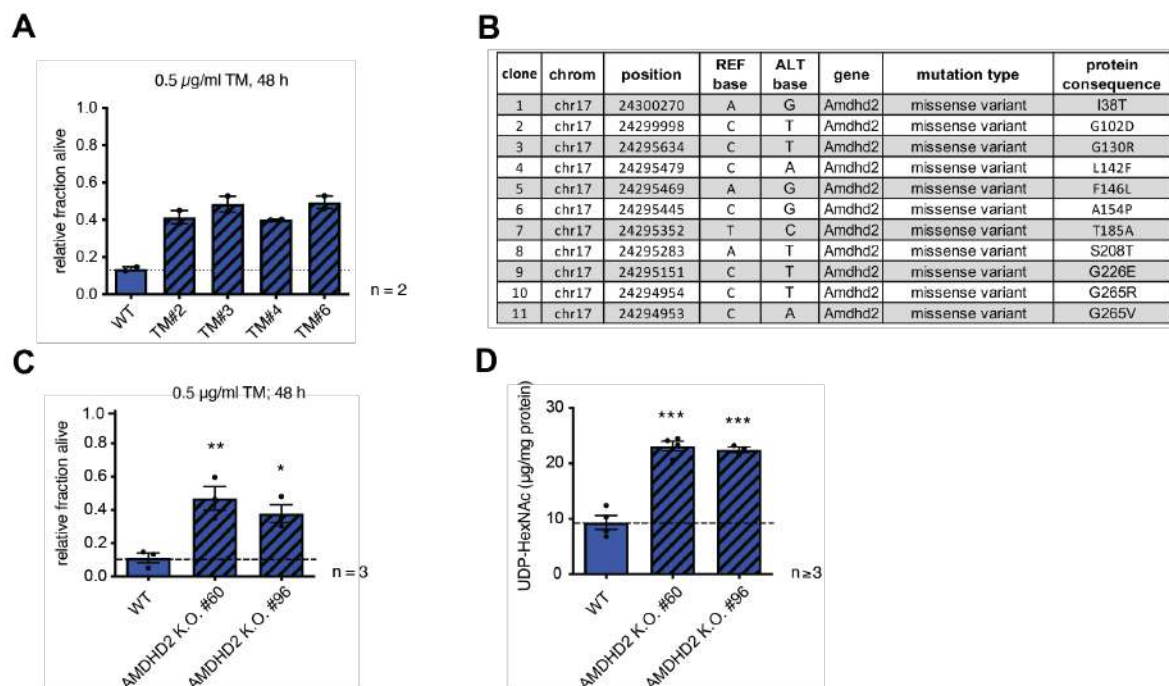 A
0.5 µg/ml TM, 48 h
relative fraction alive
1.0
0.8
0.6
0.4
0.2
0.0
WT
TM#2
TM#3
TM#4
TM#6
n = 2
B
clone chrom position REF base ALT base gene mutation type protein consequence
1 chr17 24300270 A G Amdhd2 missense variant I38T
2 chr17 24299998 C T Amdhd2 missense variant G102D
3 chr17 24295634 C T Amdhd2 missense variant G130R
4 chr17 24295479 C A Amdhd2 missense variant L142F
5 chr17 24295469 A G Amdhd2 missense variant F146L
6 chr17 24295445 C G Amdhd2 missense variant A154P
7 chr17 24295352 T C Amdhd2 missense variant T185A
8 chr17 24295283 A T Amdhd2 missense variant S208T
9 chr17 24295151 C T Amdhd2 missense variant G226E
10 chr17 24294954 C T Amdhd2 missense variant G265R
11 chr17 24294953 C A Amdhd2 missense variant G265V
C
0.5 µg/ml TM; 48 h
relative fraction alive
1.0
0.8
0.6
0.4
0.2
0.0
**
*
WT
AMDHD2 K.O. #60
AMDHD2 K.O. #96
n = 3
D
UDP-HexNAc (µg/mg protein)
30
20
10
0
***
***
WT
AMDHD2 K.O. #60
AMDHD2 K.O. #96
n≥3